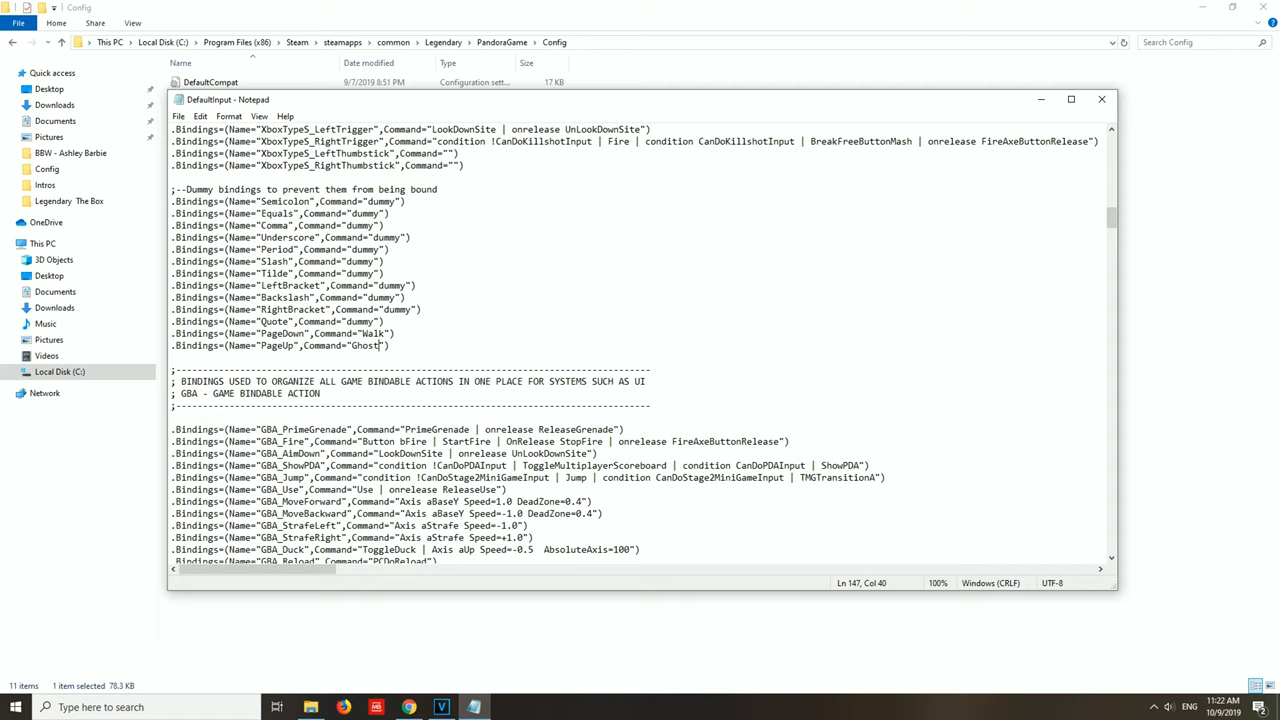 Config
File Home Share View
This PC Local Disk (C:) Program Files (x86) Steam steamapps common Legendary PandoraGame Config
Search Config
Name Date modified Type Size
DefaultCompat 9/7/2019 8:51 PM Configuration sett... 17 KB
Quick access
Desktop
Downloads
Documents
Pictures
BBW - Ashley Barbie
Config
Intros
Legendary The Box
OneDrive
This PC
3D Objects
Desktop
Documents
Downloads
Music
Pictures
Videos
Local Disk (C:)
Network
DefaultInput - Notepad
File Edit Format View Help
.Bindings=(Name="XboxTypeS_LeftTrigger",Command="LookDownSite | onrelease UnLookDownSite")
.Bindings=(Name="XboxTypeS_RightTrigger",Command="condition !CanDoKillshotInput | Fire | condition CanDoKillshotInput | BreakFreeButtonMash | onrelease FireAxeButtonRelease")
.Bindings=(Name="XboxTypeS_LeftThumbstick",Command="")
.Bindings=(Name="XboxTypeS_RightThumbstick",Command="")
;--Dummy bindings to prevent them from being bound
.Bindings=(Name="Semicolon",Command="dummy")
.Bindings=(Name="Equals",Command="dummy")
.Bindings=(Name="Comma",Command="dummy")
.Bindings=(Name="Underscore",Command="dummy")
.Bindings=(Name="Period",Command="dummy")
.Bindings=(Name="Slash",Command="dummy")
.Bindings=(Name="Tilde",Command="dummy")
.Bindings=(Name="LeftBracket",Command="dummy")
.Bindings=(Name="Backslash",Command="dummy")
.Bindings=(Name="RightBracket",Command="dummy")
.Bindings=(Name="Quote",Command="dummy")
.Bindings=(Name="PageDown",Command="Walk")
.Bindings=(Name="PageUp",Command="Ghost")
;-----------------------------------------------------------------------------------------
; BINDINGS USED TO ORGANIZE ALL GAME BINDABLE ACTIONS IN ONE PLACE FOR SYSTEMS SUCH AS UI
; GBA - GAME BINDABLE ACTION
;-----------------------------------------------------------------------------------------
.Bindings=(Name="GBA_PrimeGrenade",Command="PrimeGrenade | onrelease ReleaseGrenade")
.Bindings=(Name="GBA_Fire",Command="Button bFire | StartFire | OnRelease StopFire | onrelease FireAxeButtonRelease")
.Bindings=(Name="GBA_AimDown",Command="LookDownSite | onrelease UnLookDownSite")
.Bindings=(Name="GBA_ShowPDA",Command="condition !CanDoPDAInput | ToggleMultiplayerScoreboard | condition CanDoPDAInput | ShowPDA")
.Bindings=(Name="GBA_Jump",Command="condition !CanDoStage2MiniGameInput | Jump | condition CanDoStage2MiniGameInput | TMGTransitionA")
.Bindings=(Name="GBA_Use",Command="Use | onrelease ReleaseUse")
.Bindings=(Name="GBA_MoveForward",Command="Axis aBaseY Speed=1.0 DeadZone=0.4")
.Bindings=(Name="GBA_MoveBackward",Command="Axis aBaseY Speed=-1.0 DeadZone=0.4")
.Bindings=(Name="GBA_StrafeLeft",Command="Axis aStrafe Speed=-1.0")
.Bindings=(Name="GBA_StrafeRight",Command="Axis aStrafe Speed=+1.0")
.Bindings=(Name="GBA_Duck",Command="ToggleDuck | Axis aUp Speed=-0.5  AbsoluteAxis=100")
.Bindings=(Name="GBA_Reload",Command="PCDoReload")
Ln 147, Col 40 100% Windows (CRLF) UTF-8
11 items 1 item selected 78.3 KB
Type here to search
MB
V
ENG
11:22 AM
10/9/2019
2